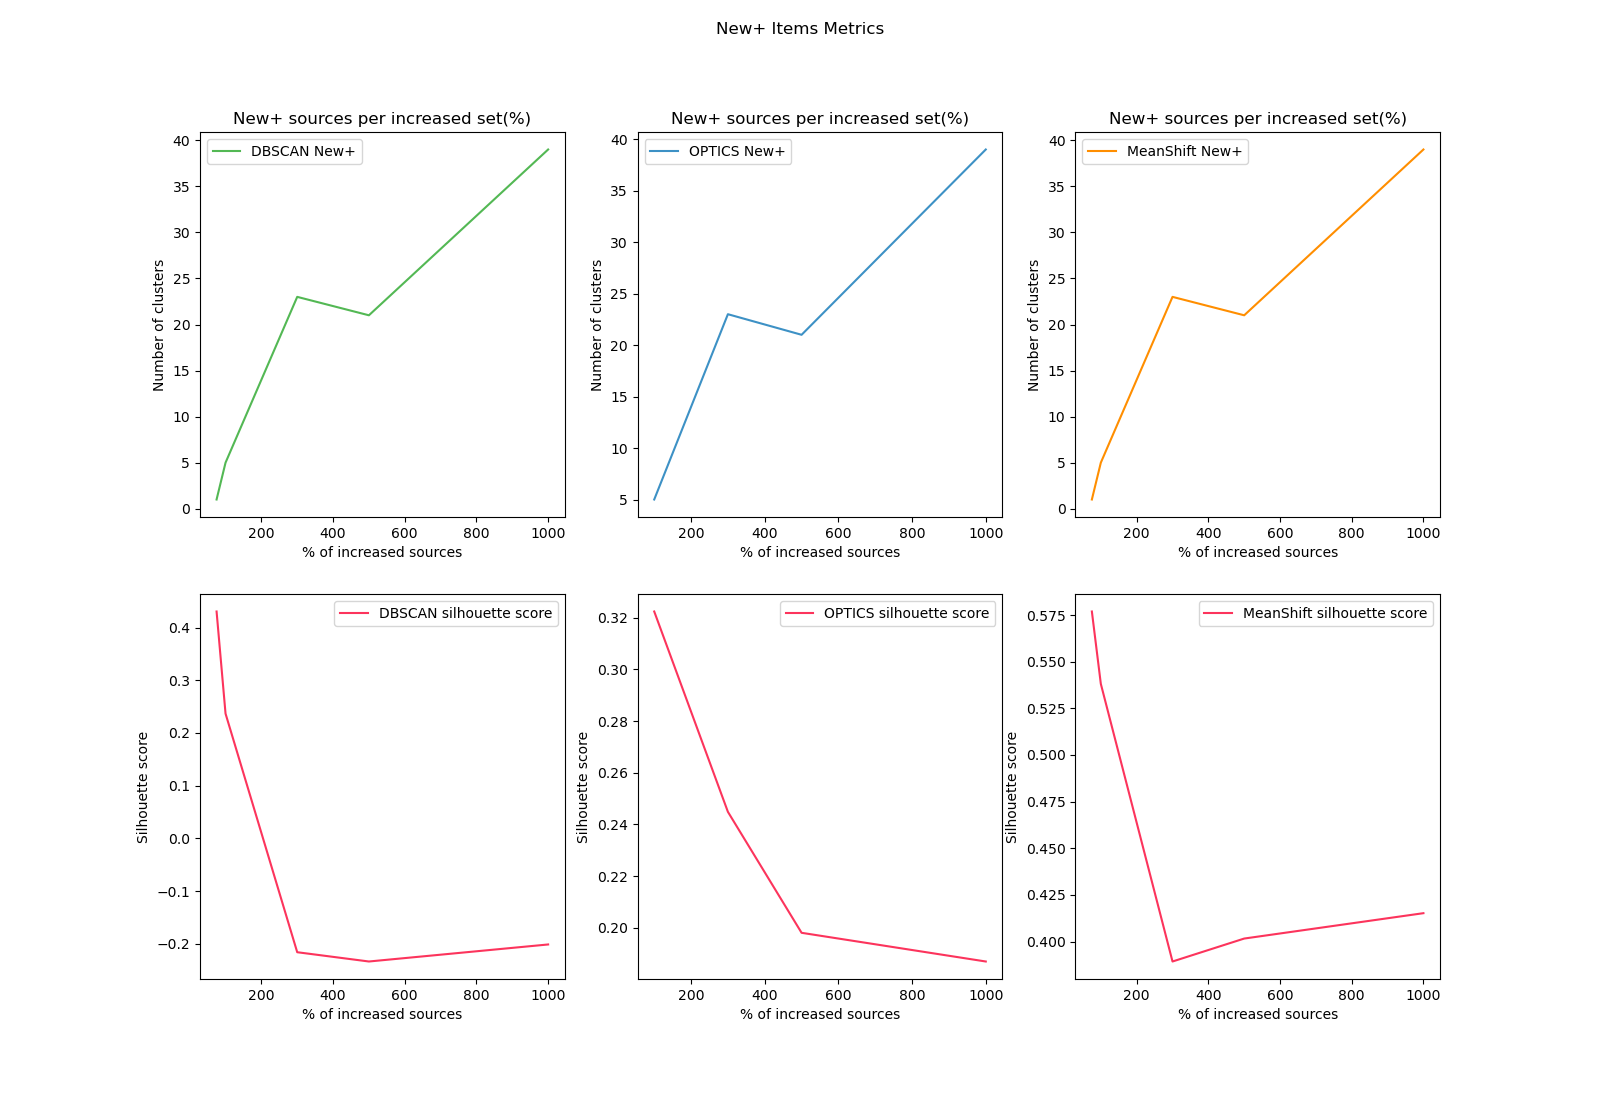 New+ Items Metrics
New+ sources per increased set(%)
DBSCAN New+
Number of clusters
40
35
30
25
20
15
10
5
0
200 400 600 800 1000
% of increased sources
New+ sources per increased set(%)
OPTICS New+
Number of clusters
40
35
30
25
20
15
10
5
200 400 600 800 1000
% of increased sources
New+ sources per increased set(%)
MeanShift New+
Number of clusters
40
35
30
25
20
15
10
5
0
200 400 600 800 1000
% of increased sources
DBSCAN silhouette score
Silhouette score
0.4
0.3
0.2
0.1
0.0
−0.1
−0.2
200 400 600 800 1000
% of increased sources
OPTICS silhouette score
Silhouette score
0.32
0.30
0.28
0.26
0.24
0.22
0.20
200 400 600 800 1000
% of increased sources
MeanShift silhouette score
Silhouette score
0.575
0.550
0.525
0.500
0.475
0.450
0.425
0.400
200 400 600 800 1000
% of increased sources